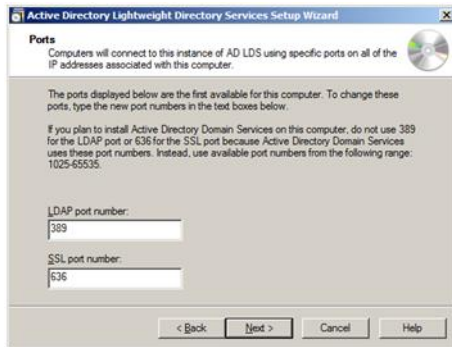 Active Directory Lightweight Directory Services Setup Wizard
Ports
Computers will connect to this instance of AD LDS using specific ports on all of the
IP addresses associated with this computer.
The ports displayed below are the first available for this computer. To change these
ports, type the new port numbers in the text boxes below.
If you plan to install Active Directory Domain Services on this computer, do not use 389
for the LDAP port or 636 for the SSL port because Active Directory Domain Services
uses these port numbers. Instead, use available port numbers from the following range:
1025-65535.
LDAP port number:
389
SSL port number:
636
< Back
Next >
Cancel
Help